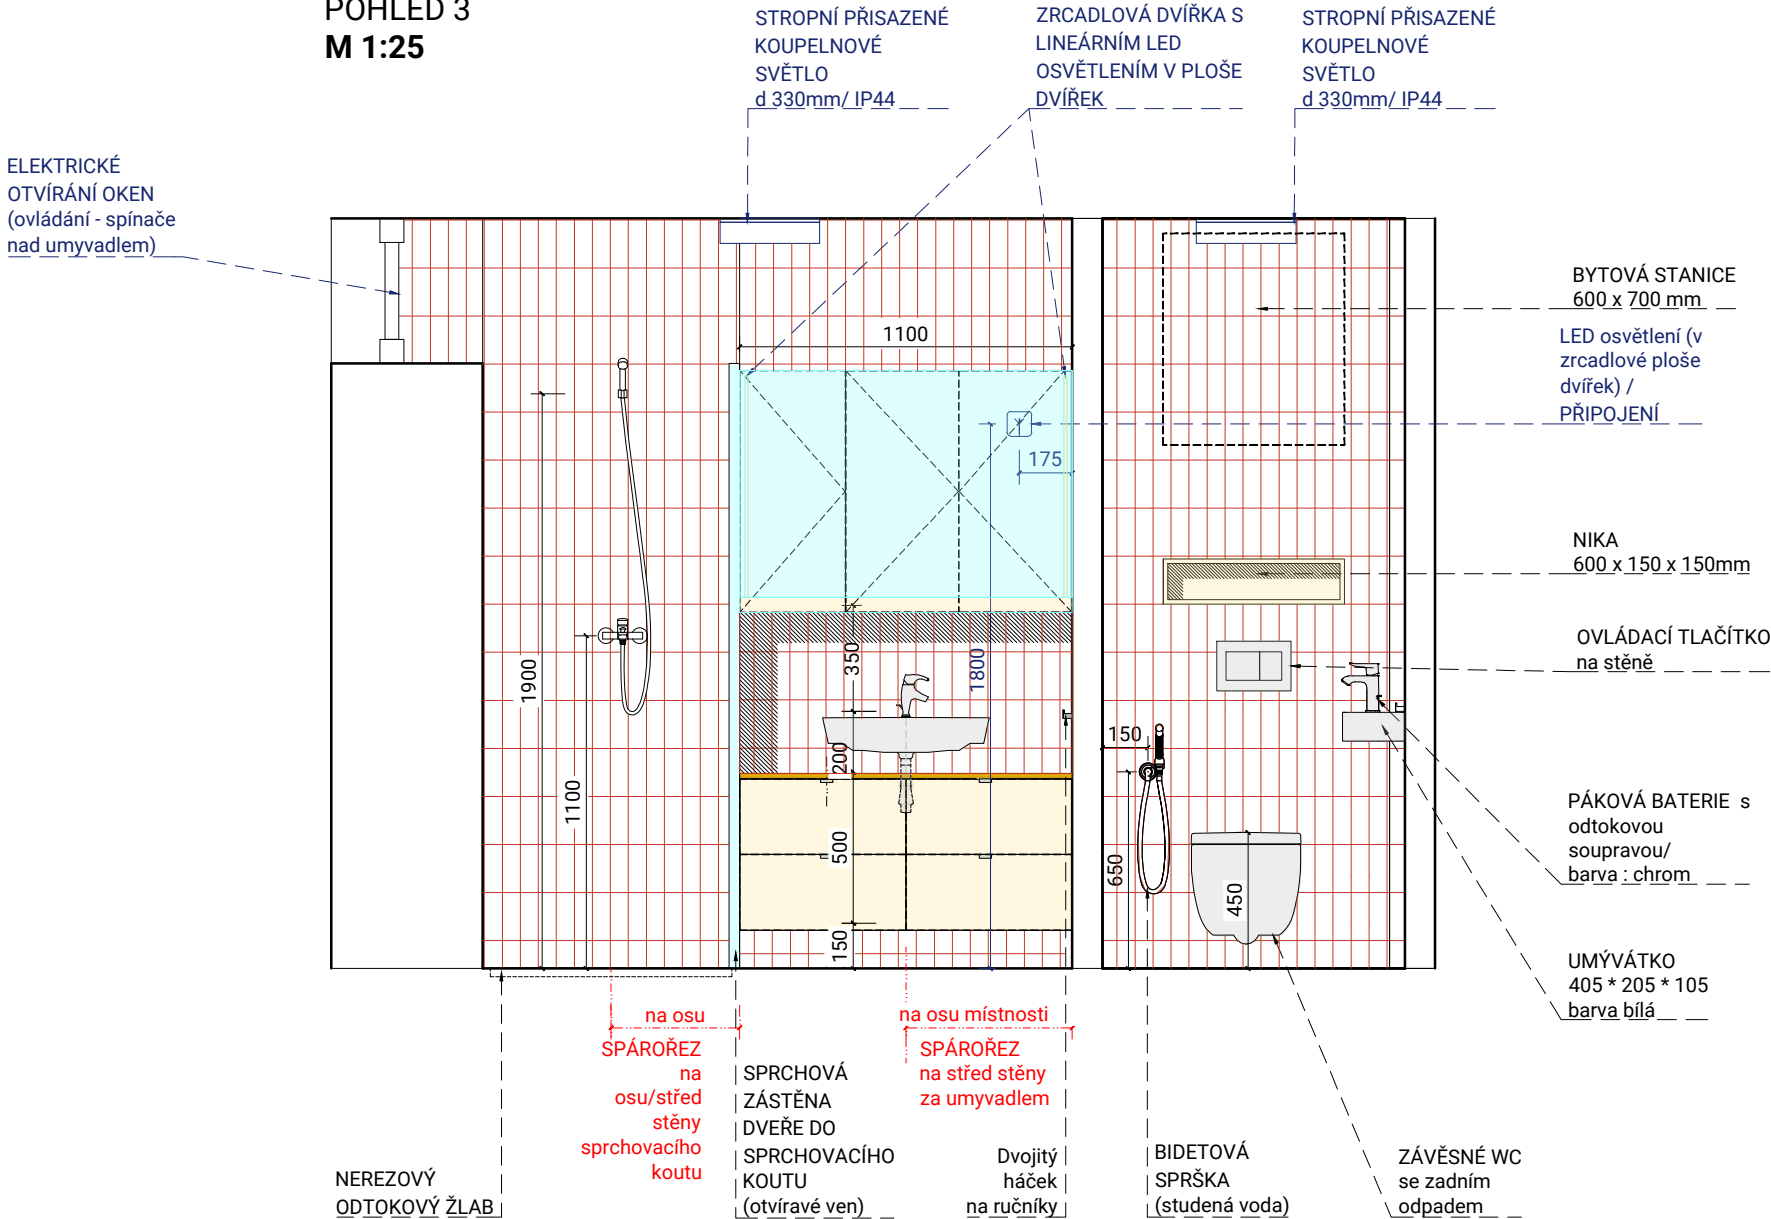 POHLED 3
M 1:25
STROPNÍ PŘISAZENÉ
KOUPELNOVÉ
SVĚTLO
d 330mm/ IP44
ZRCADLOVÁ DVÍŘKA S
LINEÁRNÍM LED
OSVĚTLENÍM V PLOŠE
DVÍŘEK
STROPNÍ PŘISAZENÉ
KOUPELNOVÉ
SVĚTLO
d 330mm/ IP44
ELEKTRICKÉ
OTVÍRÁNÍ OKEN
(ovládání - spínače
nad umyvadlem)
BYTOVÁ STANICE
600 x 700 mm
LED osvětlení (v
zrcadlové ploše
dvířek) /
PŘIPOJENÍ
NIKA
600 x 150 x 150mm
OVLÁDACÍ TLAČÍTKO
na stěně
PÁKOVÁ BATERIE s
odtokovou
soupravou/
barva : chrom
UMÝVÁTKO
405 * 205 * 105
barva bílá
1100
175
1900
1100
350
1800
200
500
150
150
650
450
na osu
SPÁROŘEZ
na
osu/střed
stěny
sprchovacího
koutu
na osu místnosti
SPÁROŘEZ
na střed stěny
za umyvadlem
NEREZOVÝ
ODTOKOVÝ ŽLAB
SPRCHOVÁ
ZÁSTĚNA
DVEŘE DO
SPRCHOVACÍHO
KOUTU
(otvíravé ven)
Dvojitý
háček
na ručníky
BIDETOVÁ
SPRŠKA
(studená voda)
ZÁVĚSNÉ WC
se zadním
odpadem